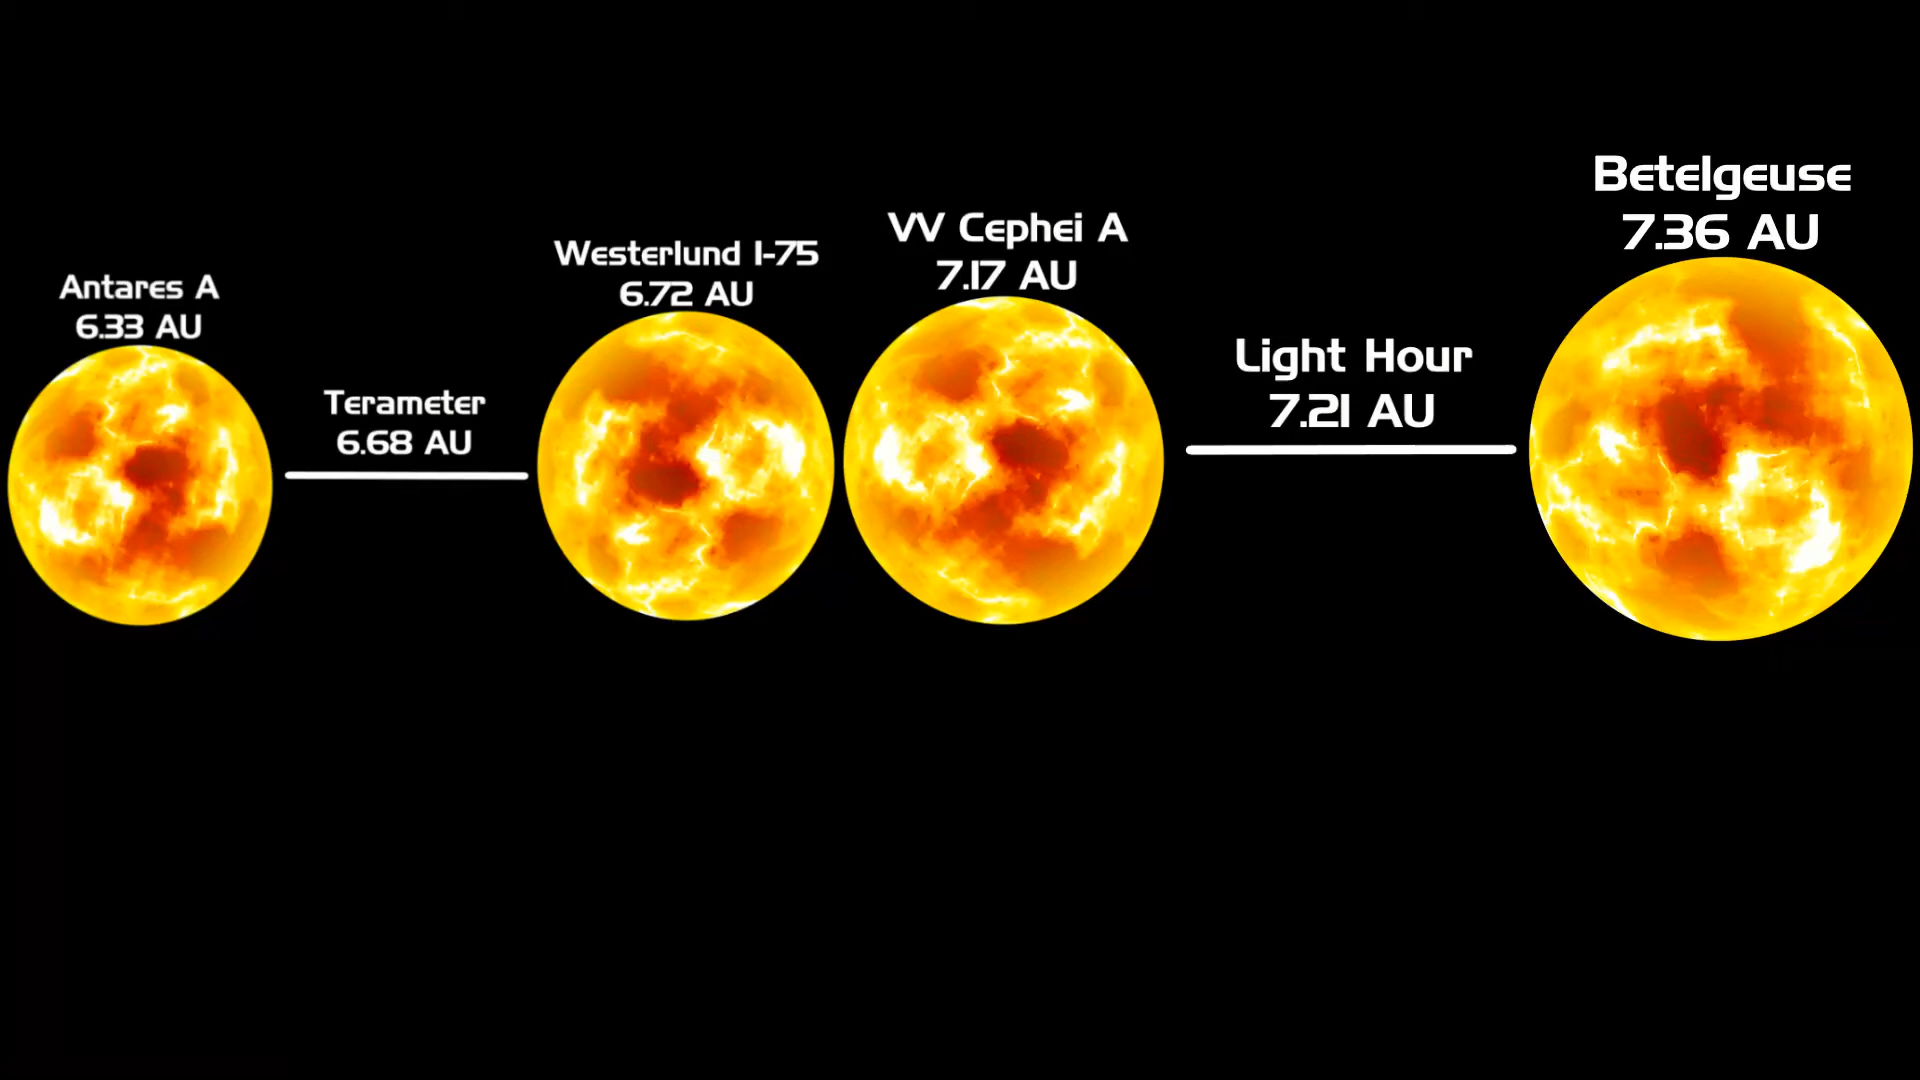 Antares A
6.33 AU
Terameter
6.68 AU
Westerlund 1-75
6.72 AU
VV Cephei A
7.17 AU
Light Hour
7.21 AU
Betelgeuse
7.36 AU